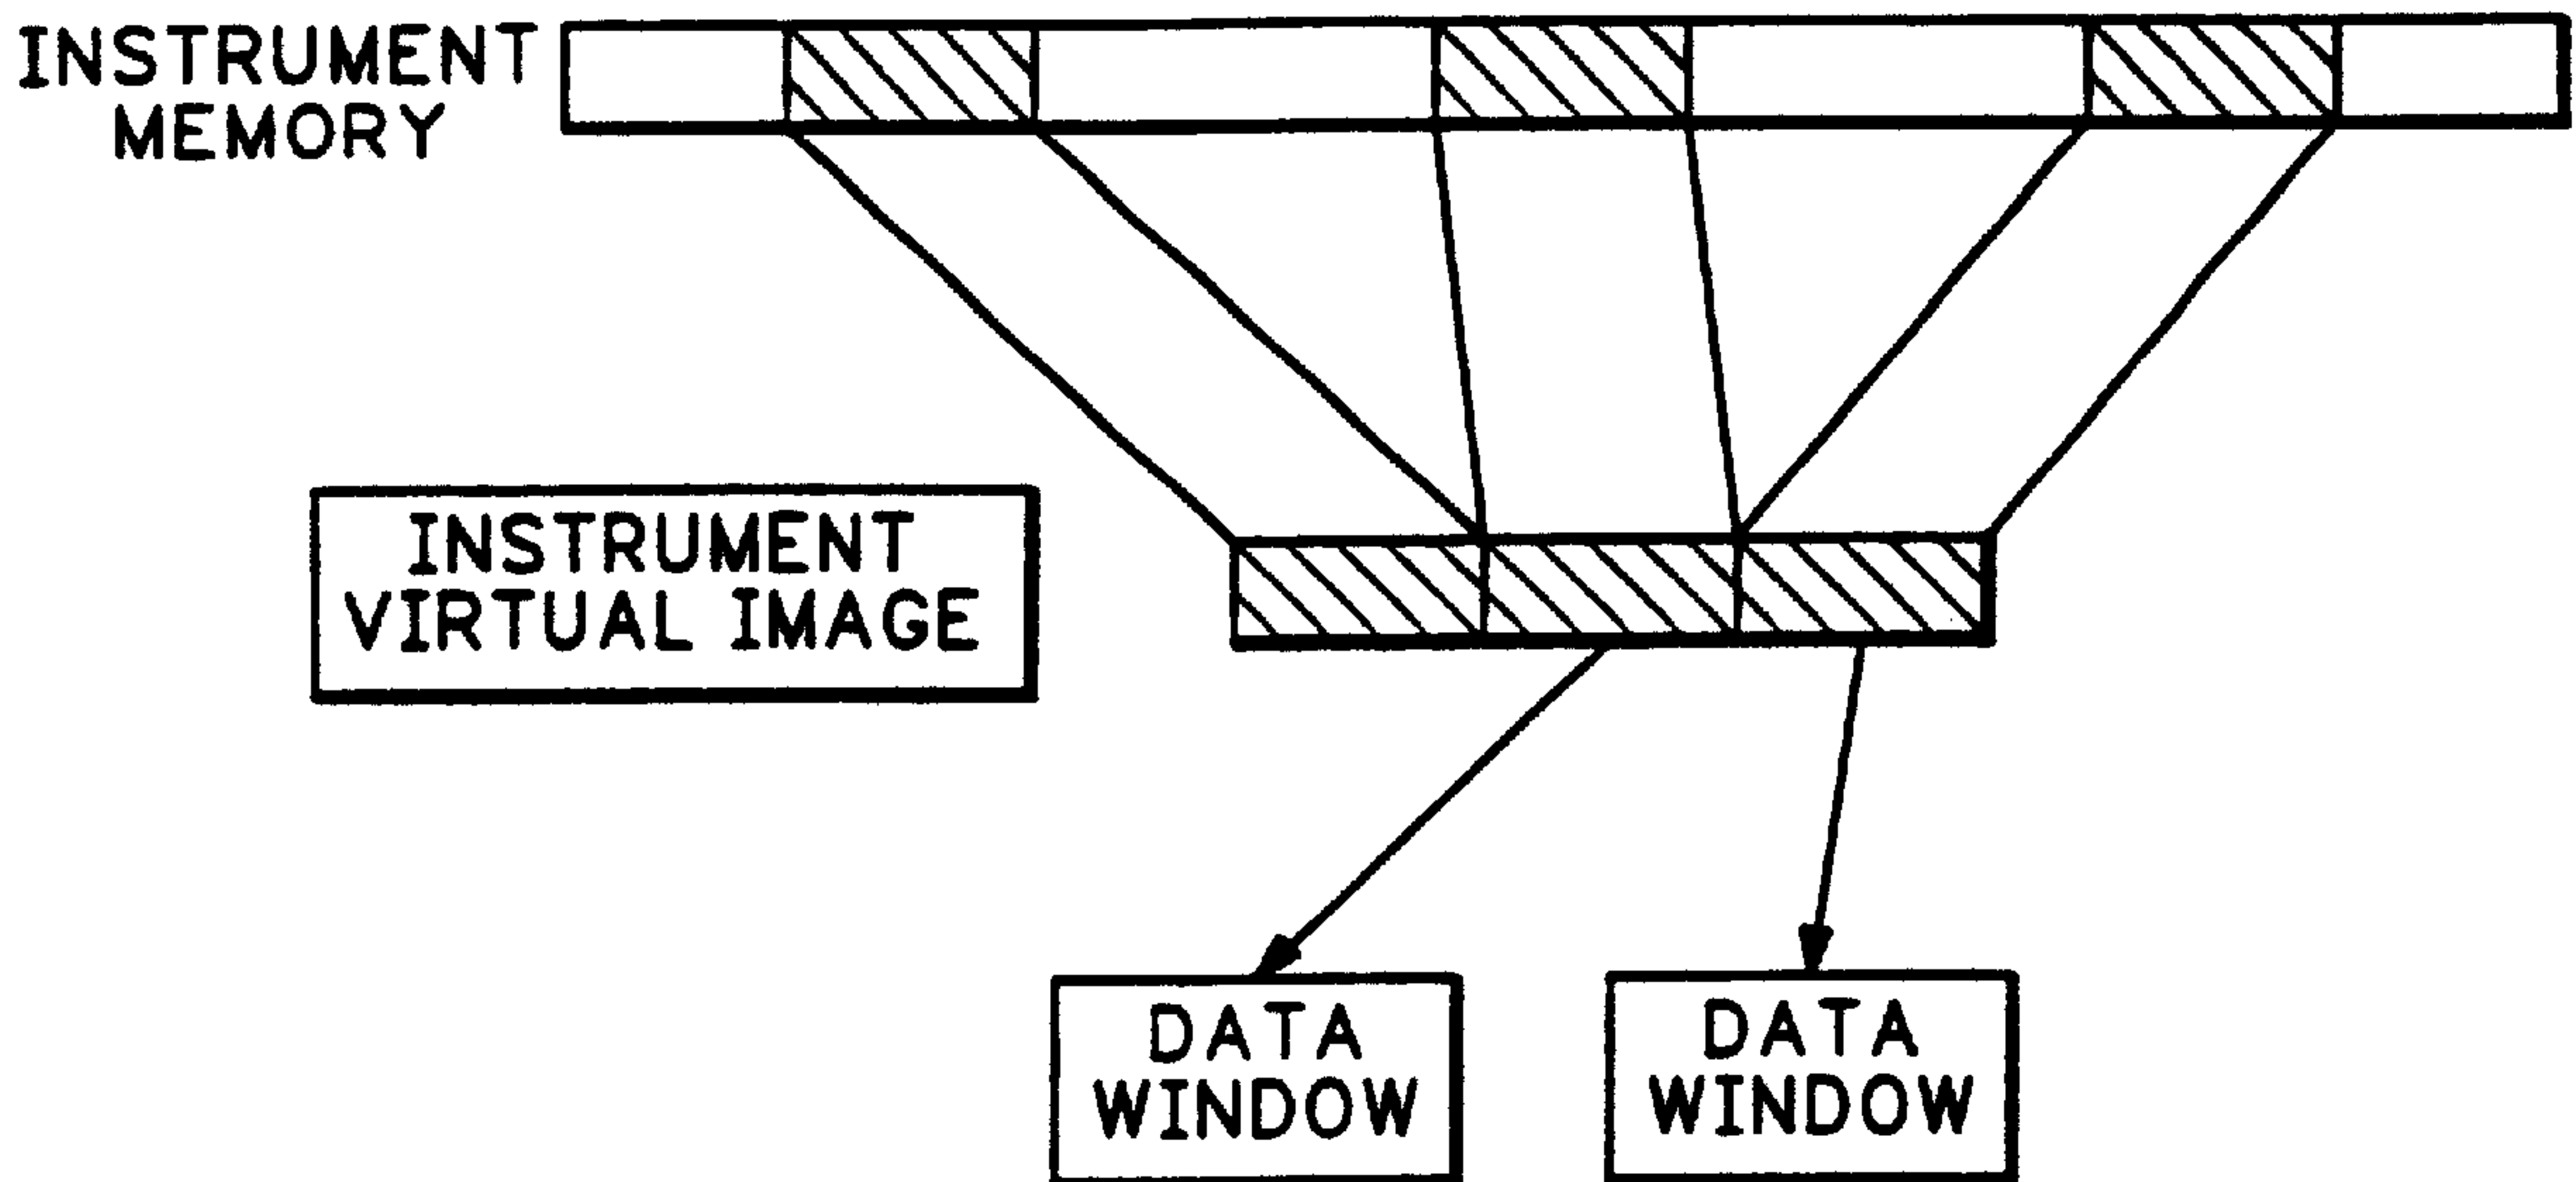 INSTRUMENT
MEMORY
INSTRUMENT
VIRTUAL IMAGE
DATA
WINDOW
DATA
WINDOW